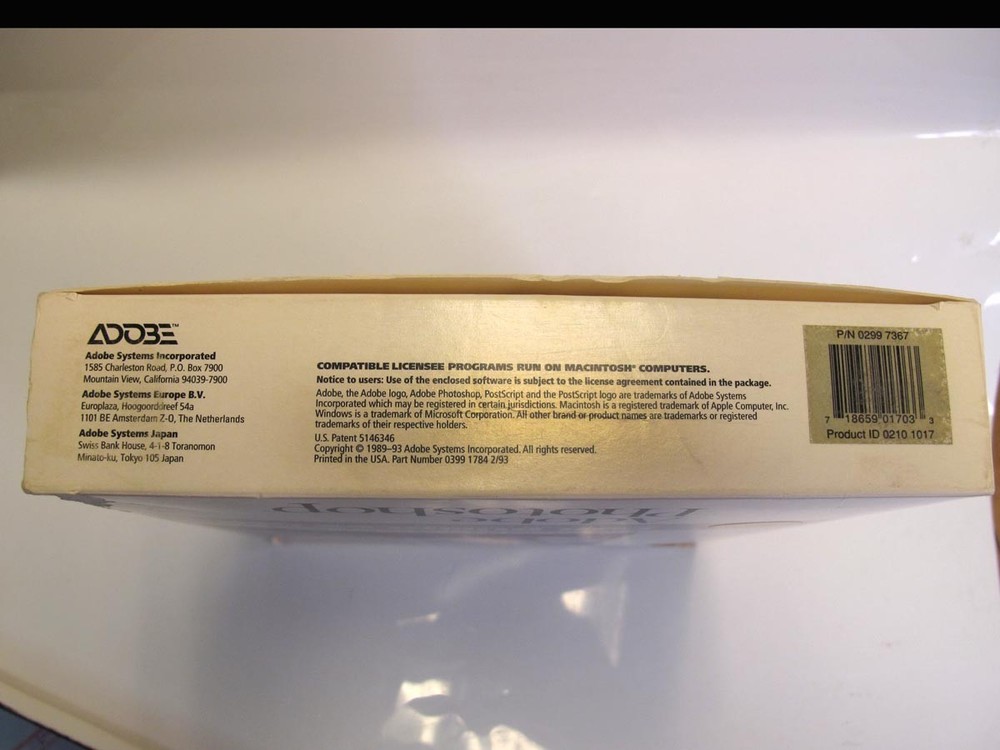 ADOBE™
Adobe Systems Incorporated
1585 Charleston Road, P.O. Box 7900
Mountain View, California 94039-7900
Adobe Systems Europe B.V.
Europlaza, Hoogoorddreef 54a
1101 BE Amsterdam Z-O, The Netherlands
Adobe Systems Japan
Swiss Bank House, 4-1-8 Toranomon
Minato-ku, Tokyo 105 Japan
COMPATIBLE LICENSEE PROGRAMS RUN ON MACINTOSH® COMPUTERS.
Notice to users: Use of the enclosed software is subject to the license agreement contained in the package.
Adobe, the Adobe logo, Adobe Photoshop, PostScript and the PostScript logo are trademarks of Adobe Systems
Incorporated which may be registered in certain jurisdictions. Macintosh is a registered trademark of Apple Computer, Inc.
Windows is a trademark of Microsoft Corporation. All other brand or product names are trademarks or registered
trademarks of their respective holders.
U.S. Patent 5146346
Copyright © 1989–93 Adobe Systems Incorporated. All rights reserved.
Printed in the USA. Part Number 0399 1784 2/93
P/N 0299 7367
7 18659 01703 3
Product ID 0210 1017
Adobe
Photoshop